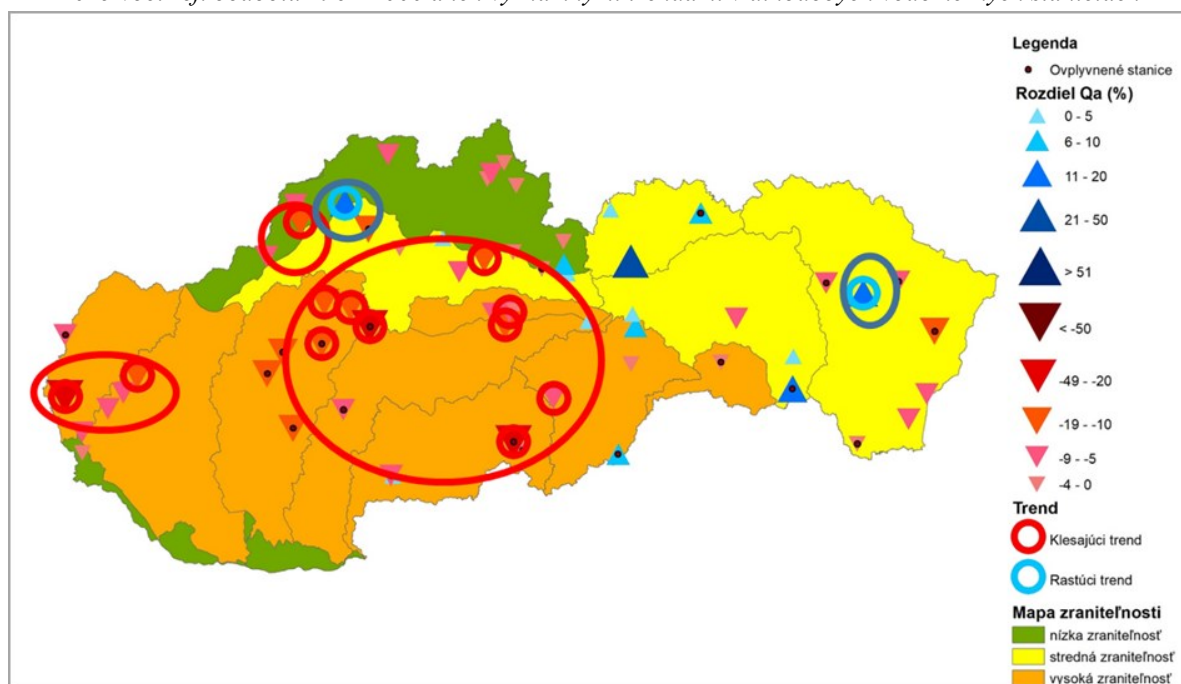 Legenda
Ovplyvnené stanice
Rozdiel Qa (%)
0 - 5
6 - 10
11 - 20
21 - 50
> 51
< -50
-49 - -20
-19 - -10
-9 - -5
-4 - 0
Trend
Klesajúci trend
Rastúci trend
Mapa zraniteľnosti
nízka zraniteľnosť
stredná zraniteľnosť
vysoká zraniteľnosť